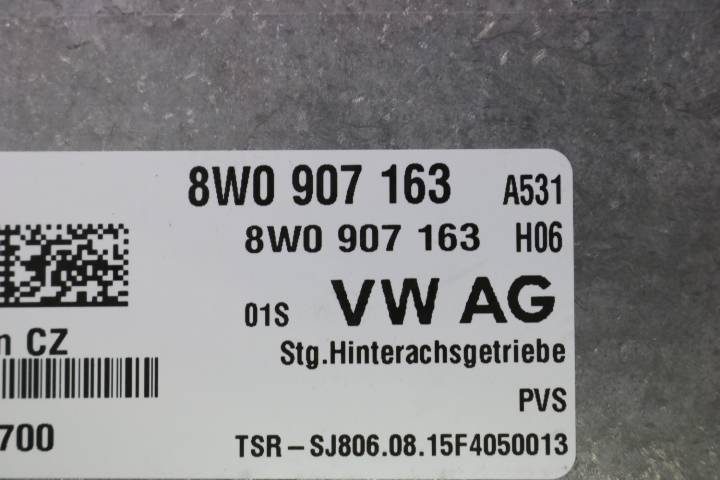 8W0 907 163 A531
8W0 907 163 H06
01S VW AG
CZ
Stg.Hinterachsgetriebe
PVS
700
TSR-SJ806.08.15F4050013